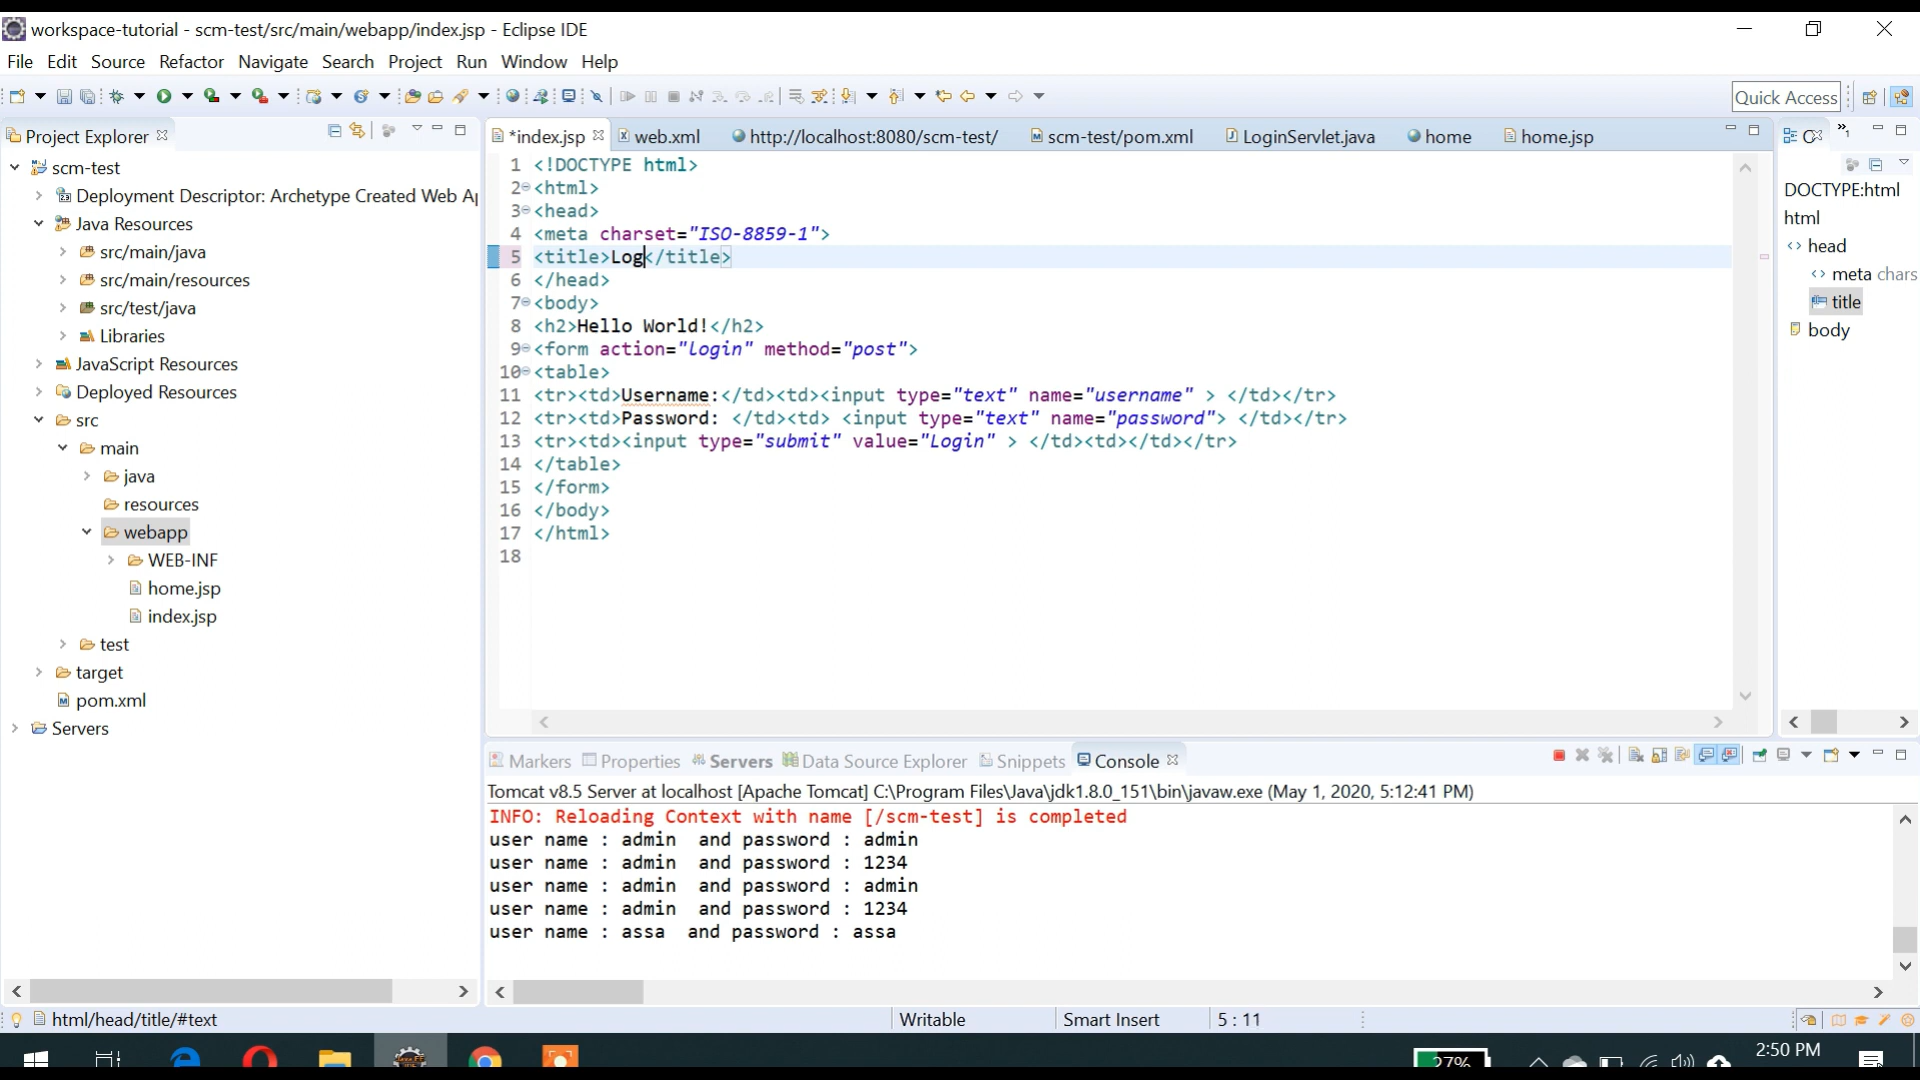 workspace-tutorial - scm-test/src/main/webapp/index.jsp - Eclipse IDE
File Edit Source Refactor Navigate Search Project Run Window Help
Quick Access
Project Explorer
scm-test
Deployment Descriptor: Archetype Created Web Ap
Java Resources
src/main/java
src/main/resources
src/test/java
Libraries
JavaScript Resources
Deployed Resources
src
main
java
resources
webapp
WEB-INF
home.jsp
index.jsp
test
target
pom.xml
Servers
*index.jsp web.xml http://localhost:8080/scm-test/ scm-test/pom.xml LoginServlet.java home home.jsp
1 <!DOCTYPE html>
2 <html>
3 <head>
4 <meta charset="ISO-8859-1">
5 <title>Log</title>
6 </head>
7 <body>
8 <h2>Hello World!</h2>
9 <form action="login" method="post">
10 <table>
11 <tr><td>Username:</td><td><input type="text" name="username" > </td></tr>
12 <tr><td>Password: </td><td> <input type="text" name="password"> </td></tr>
13 <tr><td><input type="submit" value="Login" > </td><td></td></tr>
14 </table>
15 </form>
16 </body>
17 </html>
18
DOCTYPE:html
html
head
meta chars
title
body
Markers Properties Servers Data Source Explorer Snippets Console
Tomcat v8.5 Server at localhost [Apache Tomcat] C:\Program Files\Java\jdk1.8.0_151\bin\javaw.exe (May 1, 2020, 5:12:41 PM)
INFO: Reloading Context with name [/scm-test] is completed
user name : admin  and password : admin
user name : admin  and password : 1234
user name : admin  and password : admin
user name : admin  and password : 1234
user name : assa  and password : assa
html/head/title/#text Writable Smart Insert 5 : 11
27% 2:50 PM